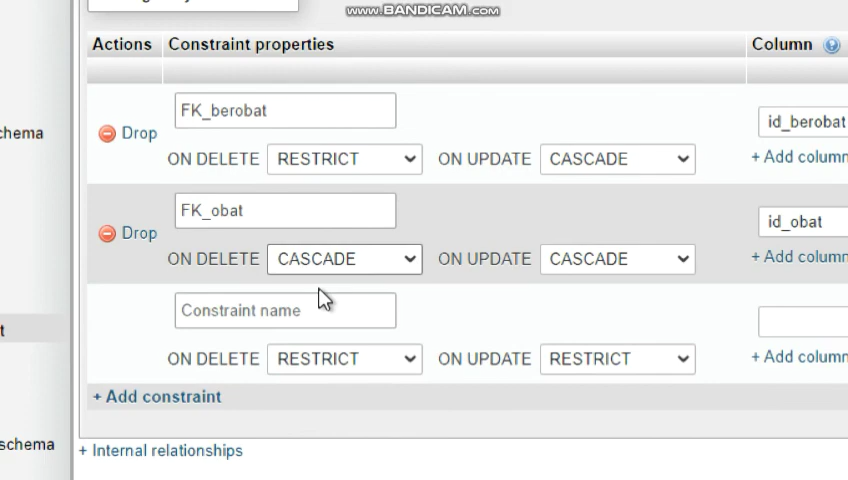 www.BANDICAM.com
Actions Constraint properties Column
FK_berobat
Drop
ON DELETE RESTRICT ON UPDATE CASCADE
id_berobat
+ Add column
FK_obat
Drop
ON DELETE CASCADE ON UPDATE CASCADE
id_obat
+ Add column
Constraint name
ON DELETE RESTRICT ON UPDATE RESTRICT
+ Add column
+ Add constraint
+ Internal relationships
chema
t
schema